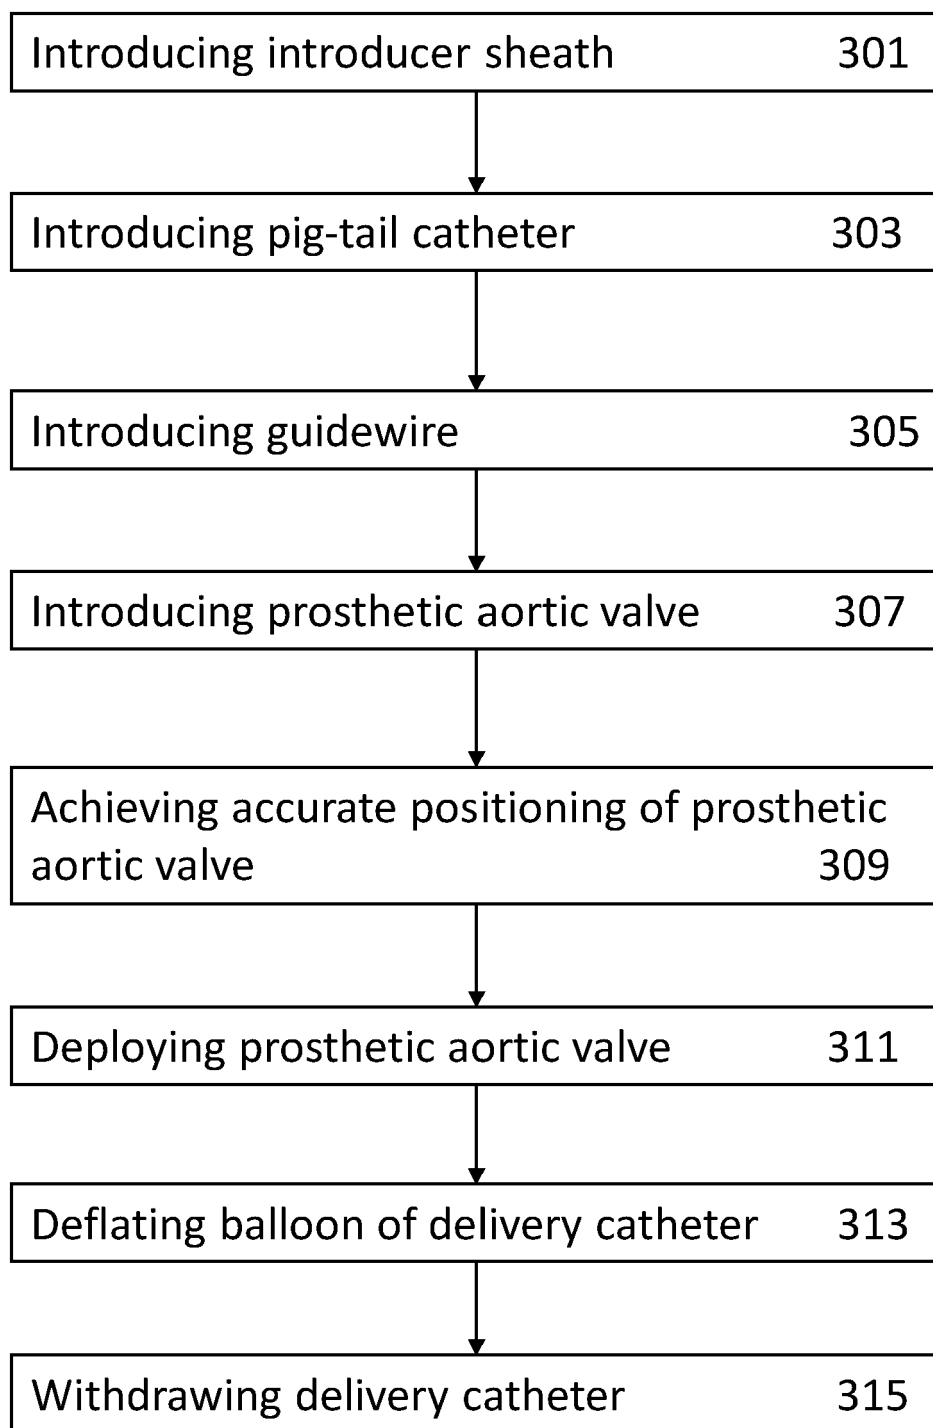 Introducing introducer sheath 301
Introducing pig-tail catheter 303
Introducing guidewire 305
Introducing prosthetic aortic valve 307
Achieving accurate positioning of prosthetic
aortic valve 309
Deploying prosthetic aortic valve 311
Deflating balloon of delivery catheter 313
Withdrawing delivery catheter 315